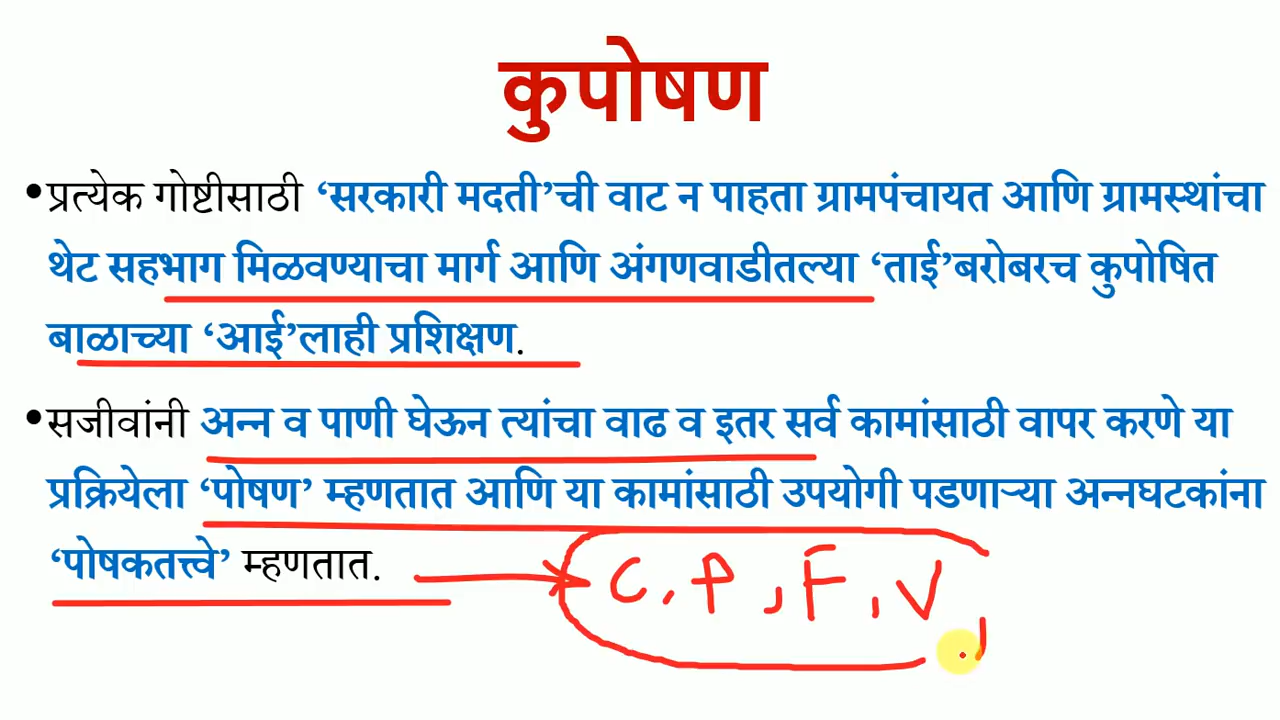 कुपोषण
•प्रत्येक गोष्टीसाठी ‘सरकारी मदती’ची वाट न पाहता ग्रामपंचायत आणि ग्रामस्थांचा
थेट सहभाग मिळवण्याचा मार्ग आणि अंगणवाडीतल्या ‘ताई’बरोबरच कुपोषित
बाळाच्या ‘आई’लाही प्रशिक्षण.
•सजीवांनी अन्न व पाणी घेऊन त्यांचा वाढ व इतर सर्व कामांसाठी वापर करणे या
प्रक्रियेला ‘पोषण’ म्हणतात आणि या कामांसाठी उपयोगी पडणाऱ्या अन्नघटकांना
‘पोषकतत्त्वे’ म्हणतात.
C, P, F, V